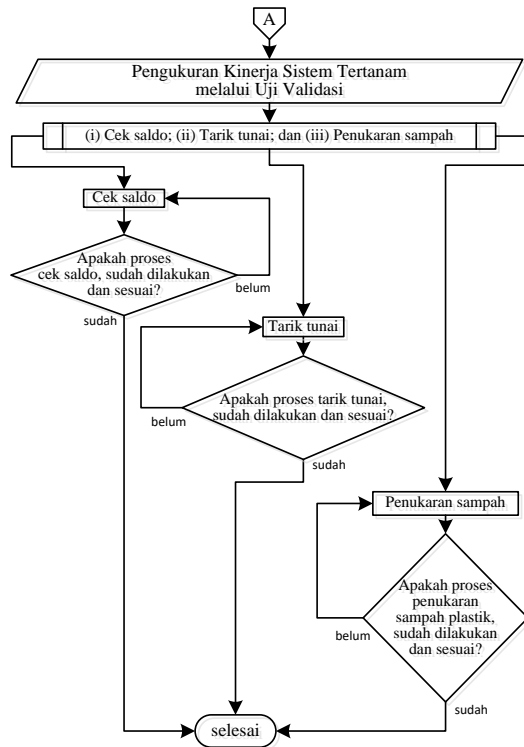 A
Pengukuran Kinerja Sistem Tertanam
melalui Uji Validasi
(i) Cek saldo; (ii) Tarik tunai; dan (iii) Penukaran sampah
Cek saldo
Apakah proses
cek saldo, sudah dilakukan
dan sesuai?
belum
sudah
Tarik tunai
Apakah proses tarik tunai,
sudah dilakukan dan sesuai?
belum
sudah
Penukaran sampah
Apakah proses
penukaran
sampah plastik,
sudah dilakukan
dan sesuai?
belum
sudah
selesai